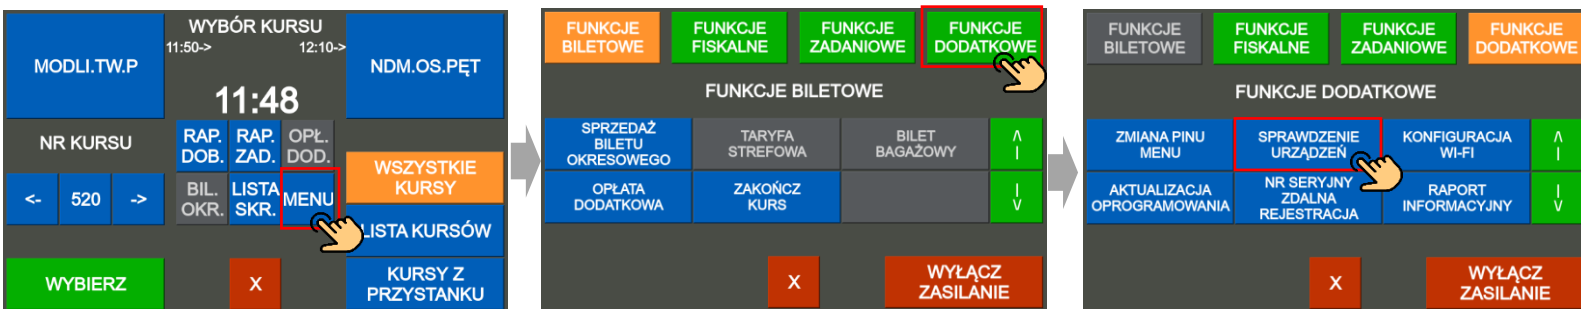 WYBÓR KURSU
11:50-> 12:10->
MODLI.TW.P
NDM.OS.PĘT
11:48
NR KURSU
RAP. DOB.
RAP. ZAD.
OPŁ. DOD.
WSZYSTKIE
KURSY
<- 520 ->
BIL. OKR.
LISTA SKR.
MENU
LISTA KURSÓW
WYBIERZ
X
KURSY Z
PRZYSTANKU
FUNKCJE
BILETOWE
FUNKCJE
FISKALNE
FUNKCJE
ZADANIOWE
FUNKCJE
DODATKOWE
FUNKCJE BILETOWE
SPRZEDAŻ
BILETU
OKRESOWEGO
TARYFA
STREFOWA
BILET
BAGAŻOWY
OPŁATA
DODATKOWA
ZAKOŃCZ
KURS
X
WYŁĄCZ
ZASILANIE
FUNKCJE
BILETOWE
FUNKCJE
FISKALNE
FUNKCJE
ZADANIOWE
FUNKCJE
DODATKOWE
FUNKCJE DODATKOWE
ZMIANA PINU
MENU
SPRAWDZENIE
URZĄDZEŃ
KONFIGURACJA
WI-FI
AKTUALIZACJA
OPROGRAMOWANIA
NR SERYJNY
ZDALNA
REJESTRACJA
RAPORT
INFORMACYJNY
X
WYŁĄCZ
ZASILANIE